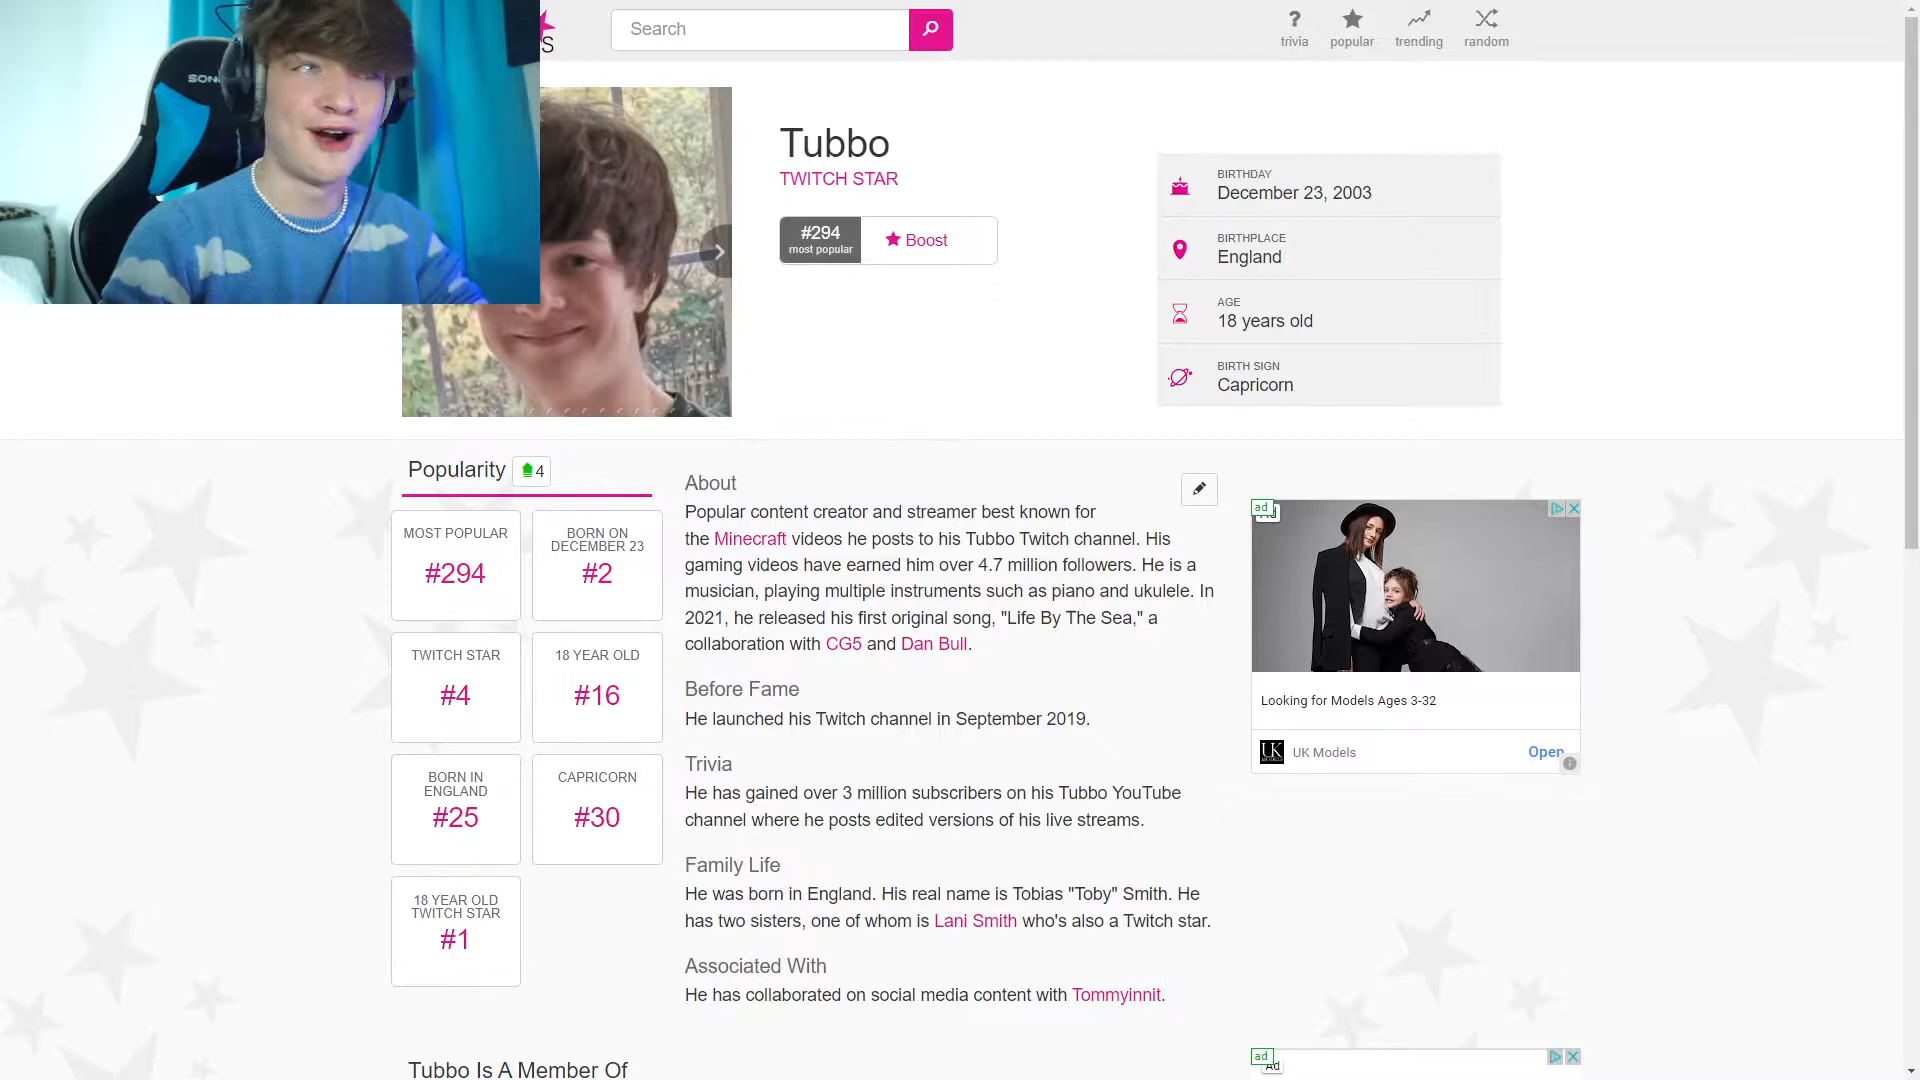 SON
S
Search
trivia
popular
trending
random
Tubbo
TWITCH STAR
#294
most popular
Boost
BIRTHDAY
December 23, 2003
BIRTHPLACE
England
AGE
18 years old
BIRTH SIGN
Capricorn
Popularity 4
MOST POPULAR
#294
BORN ON
DECEMBER 23
#2
TWITCH STAR
#4
18 YEAR OLD
#16
BORN IN
ENGLAND
#25
CAPRICORN
#30
18 YEAR OLD
TWITCH STAR
#1
About
Popular content creator and streamer best known for
the Minecraft videos he posts to his Tubbo Twitch channel. His
gaming videos have earned him over 4.7 million followers. He is a
musician, playing multiple instruments such as piano and ukulele. In
2021, he released his first original song, "Life By The Sea," a
collaboration with CG5 and Dan Bull.
Before Fame
He launched his Twitch channel in September 2019.
Trivia
He has gained over 3 million subscribers on his Tubbo YouTube
channel where he posts edited versions of his live streams.
Family Life
He was born in England. His real name is Tobias "Toby" Smith. He
has two sisters, one of whom is Lani Smith who's also a Twitch star.
Associated With
He has collaborated on social media content with Tommyinnit.
Tubbo Is A Member Of
ad
Looking for Models Ages 3-32
UK
MODELS
UK Models
Open
ad
Ad